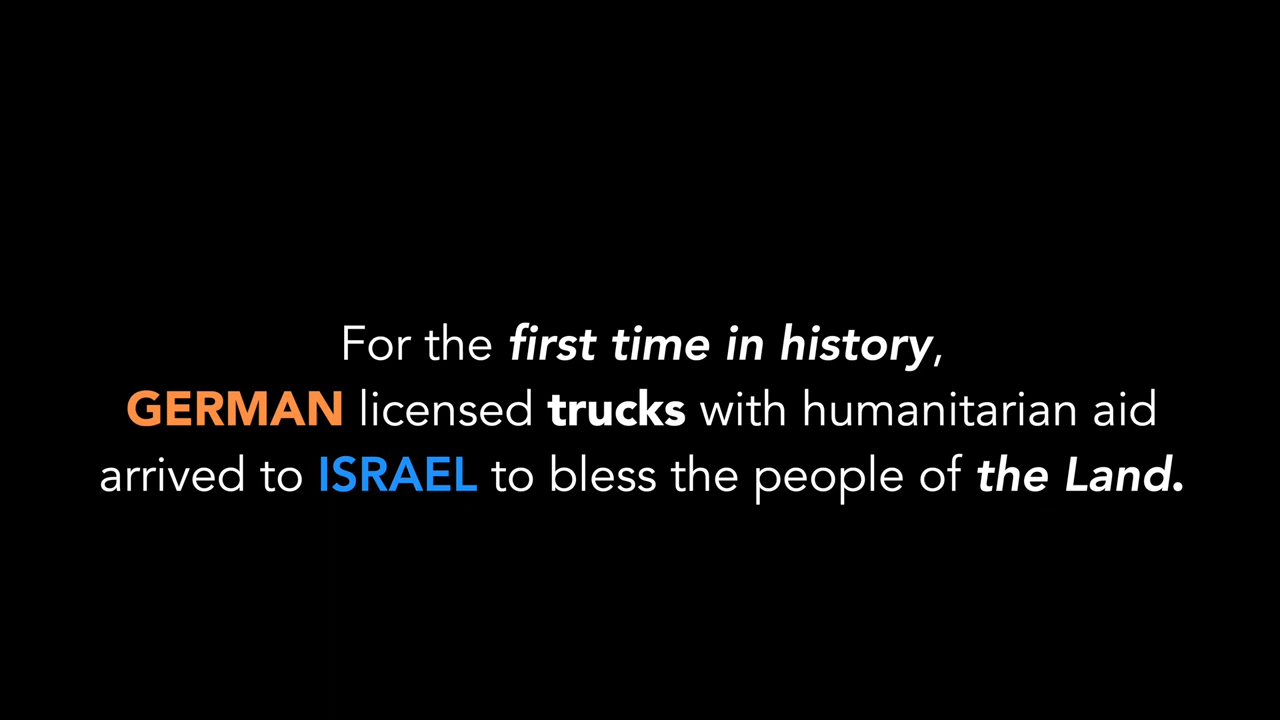 For the first time in history,
GERMAN licensed trucks with humanitarian aid
arrived to ISRAEL to bless the people of the Land.